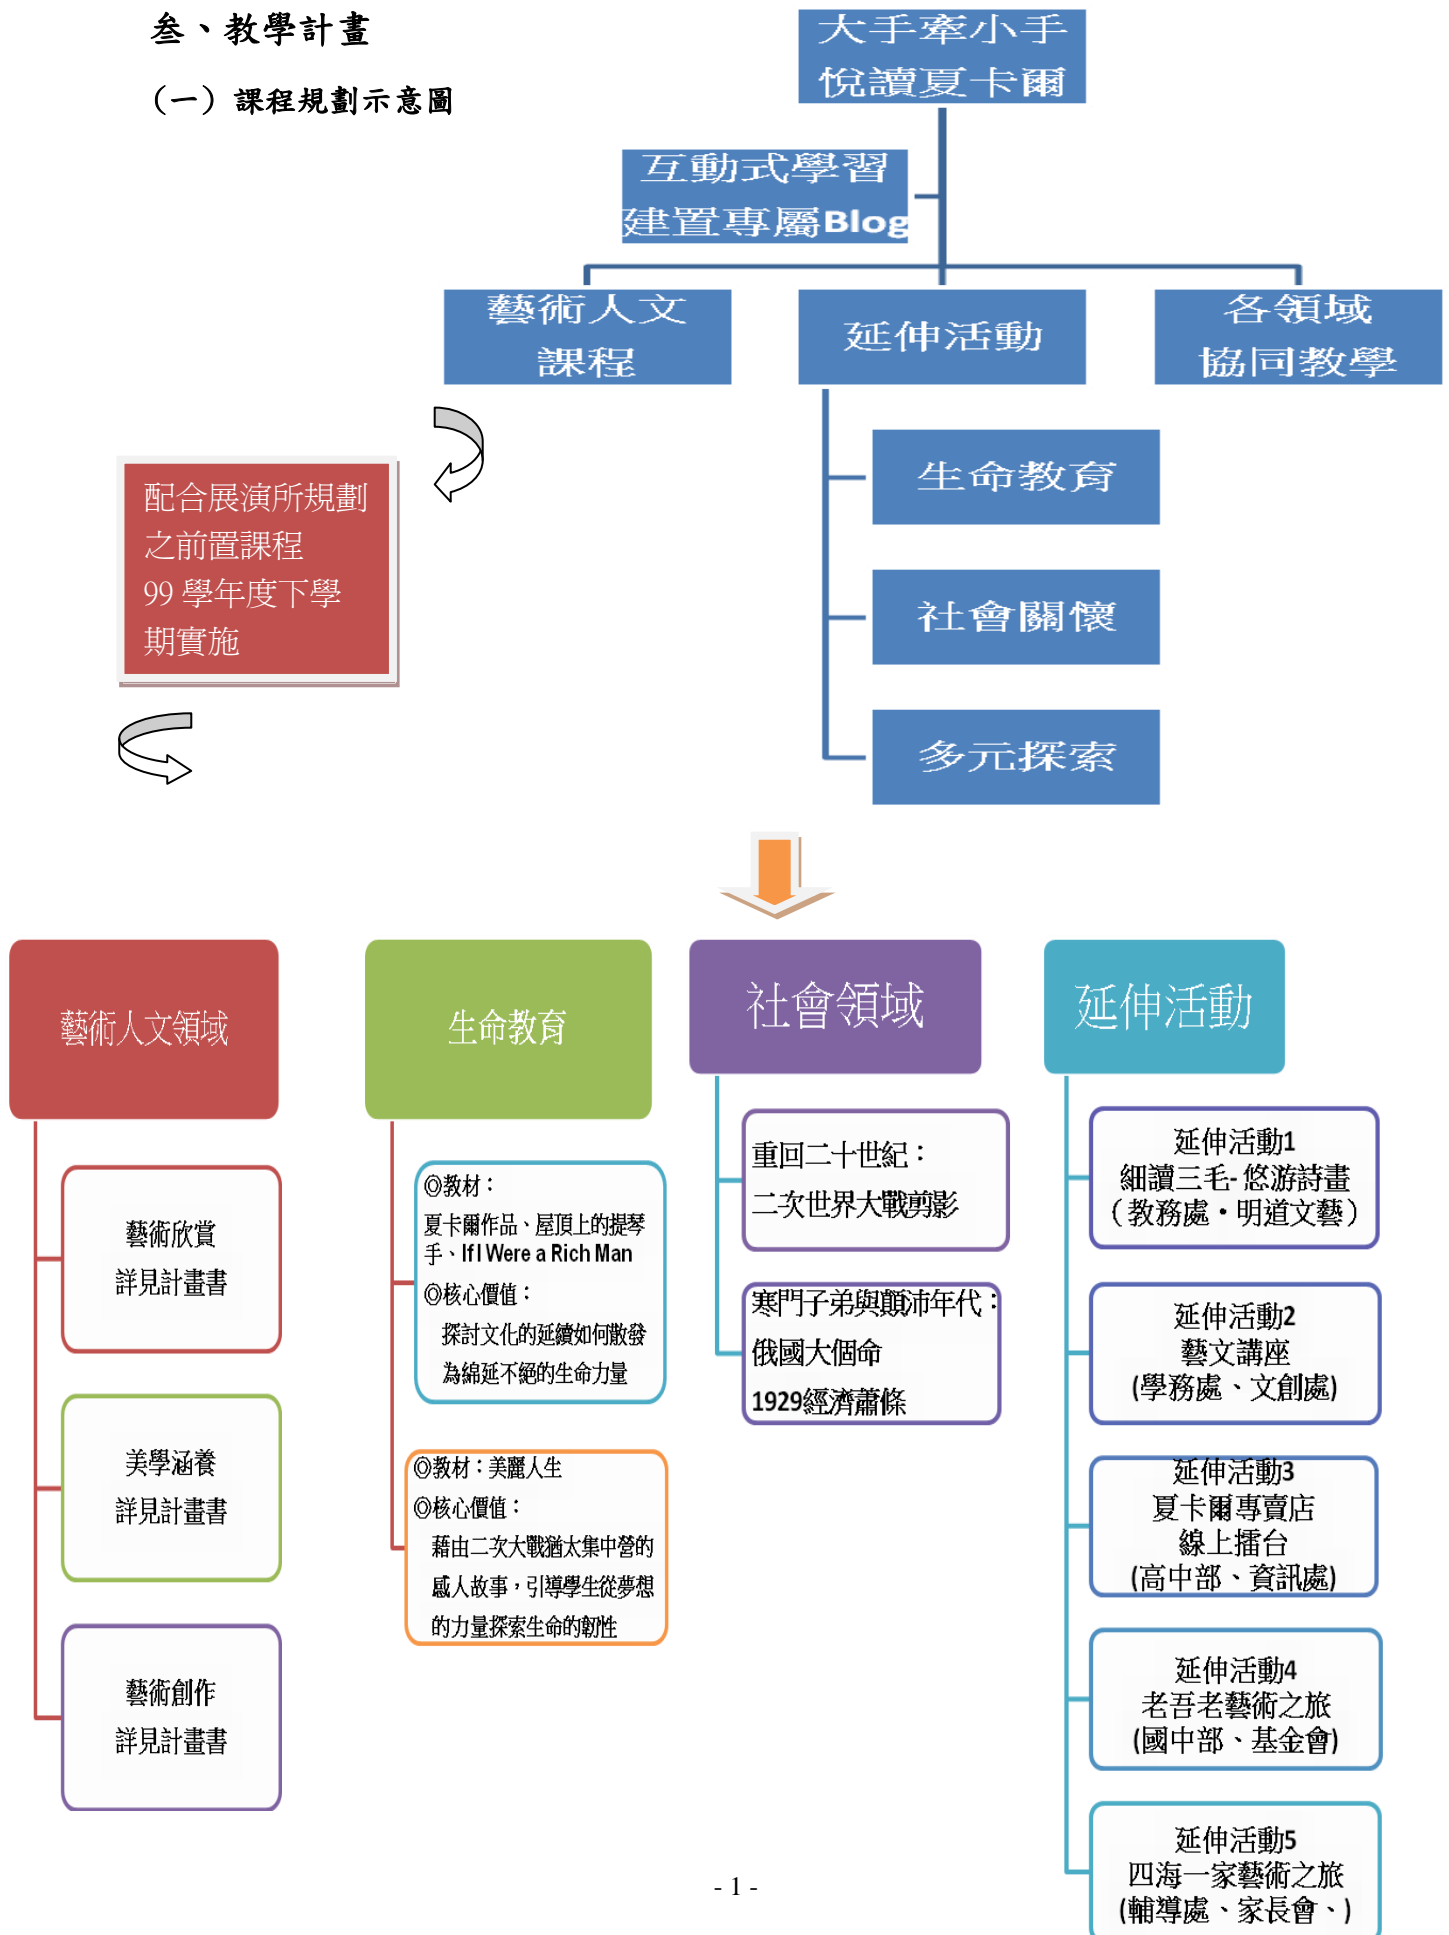 叁、教學計畫
（一）課程規劃示意圖
大手牽小手
悅讀夏卡爾
互動式學習
建置專屬Blog
藝術人文
課程
延伸活動
各領域
協同教學
生命教育
社會關懷
多元探索
配合展演所規劃
之前置課程
99 學年度下學
期實施
藝術人文領域
藝術欣賞
詳見計畫書
美學涵養
詳見計畫書
藝術創作
詳見計畫書
生命教育
◎教材：
夏卡爾作品、屋頂上的提琴
手、If I Were a Rich Man
◎核心價值：
探討文化的延續如何散發
為綿延不絕的生命力量
◎教材：美麗人生
◎核心價值：
藉由二次大戰猶太集中營的
感人故事，引導學生從夢想
的力量探索生命的韌性
社會領域
重回二十世紀：
二次世界大戰剪影
寒門子弟與顛沛年代：
俄國大個命
1929經濟蕭條
延伸活動
延伸活動1
細讀三毛-悠游詩畫
（教務處・明道文藝）
延伸活動2
藝文講座
(學務處、文創處)
延伸活動3
夏卡爾專賣店
線上擂台
(高中部、資訊處)
延伸活動4
老吾老藝術之旅
(國中部、基金會)
延伸活動5
四海一家藝術之旅
(輔導處、家長會、)
- 1 -